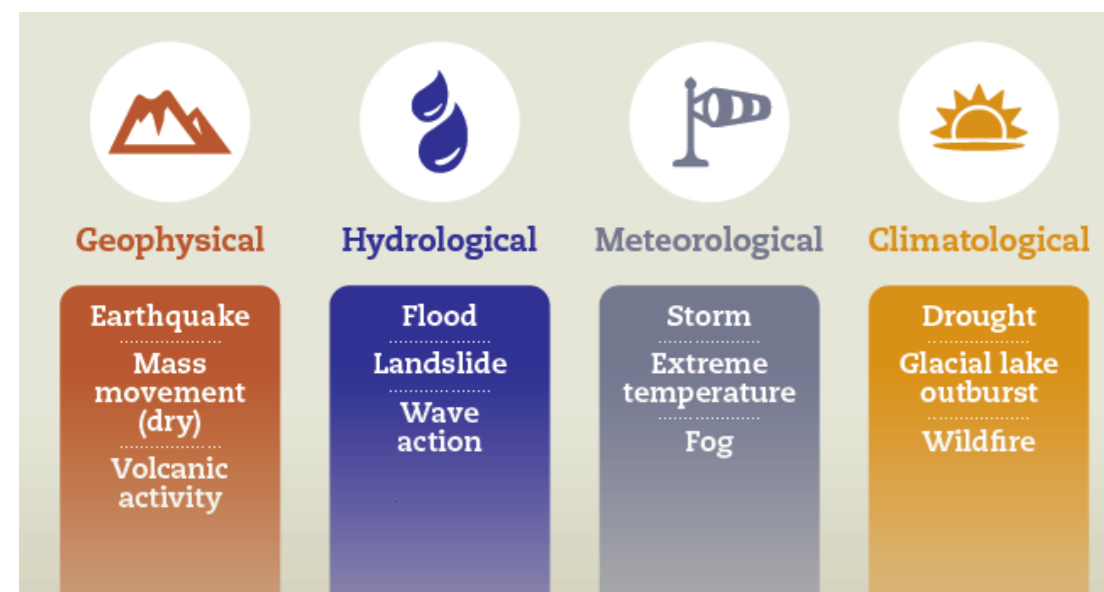 Geophysical
Earthquake
Mass
movement
(dry)
Volcanic
activity
Hydrological
Flood
Landslide
Wave
action
Meteorological
Storm
Extreme
temperature
Fog
Climatological
Drought
Glacial lake
outburst
Wildfire